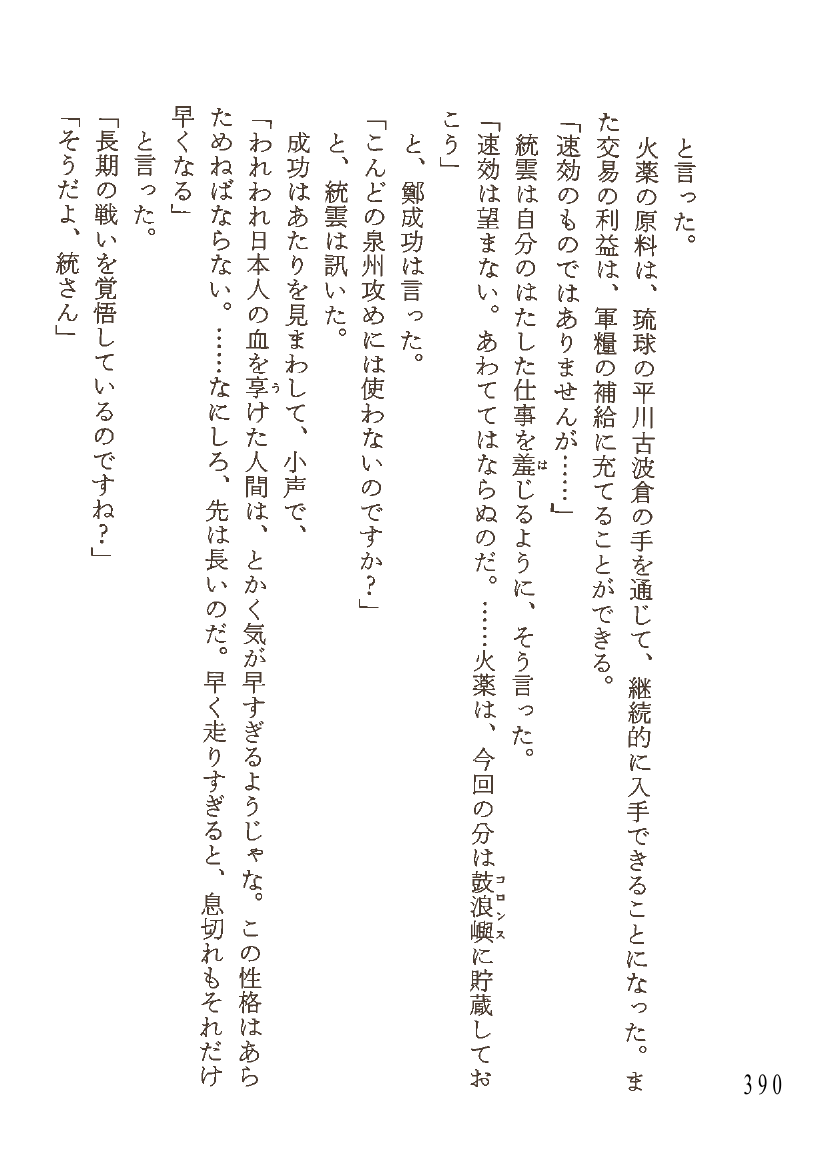 と言った。
火薬の原料は、琉球の平川古波倉の手を通じて、継続的に入手できることになった。ま
た交易の利益は、軍糧の補給に充てることができる。
「速効のものではありませんが……」
統雲は自分のはたした仕事を羞じるように、そう言った。
は
「速効は望まない。あわててはならぬのだ。……火薬は、今回の分は鼓浪嶼に貯蔵してお
コロンス
こう」
と、鄭成功は言った。
「こんどの泉州攻めには使わないのですか？」
と、統雲は訊いた。
成功はあたりを見まわして、小声で、
「われわれ日本人の血を享けた人間は、とかく気が早すぎるようじゃな。この性格はあら
う
ためねばならない。……なにしろ、先は長いのだ。早く走りすぎると、息切れもそれだけ
早くなる」
と言った。
「長期の戦いを覚悟しているのですね？」
「そうだよ、統さん」
390